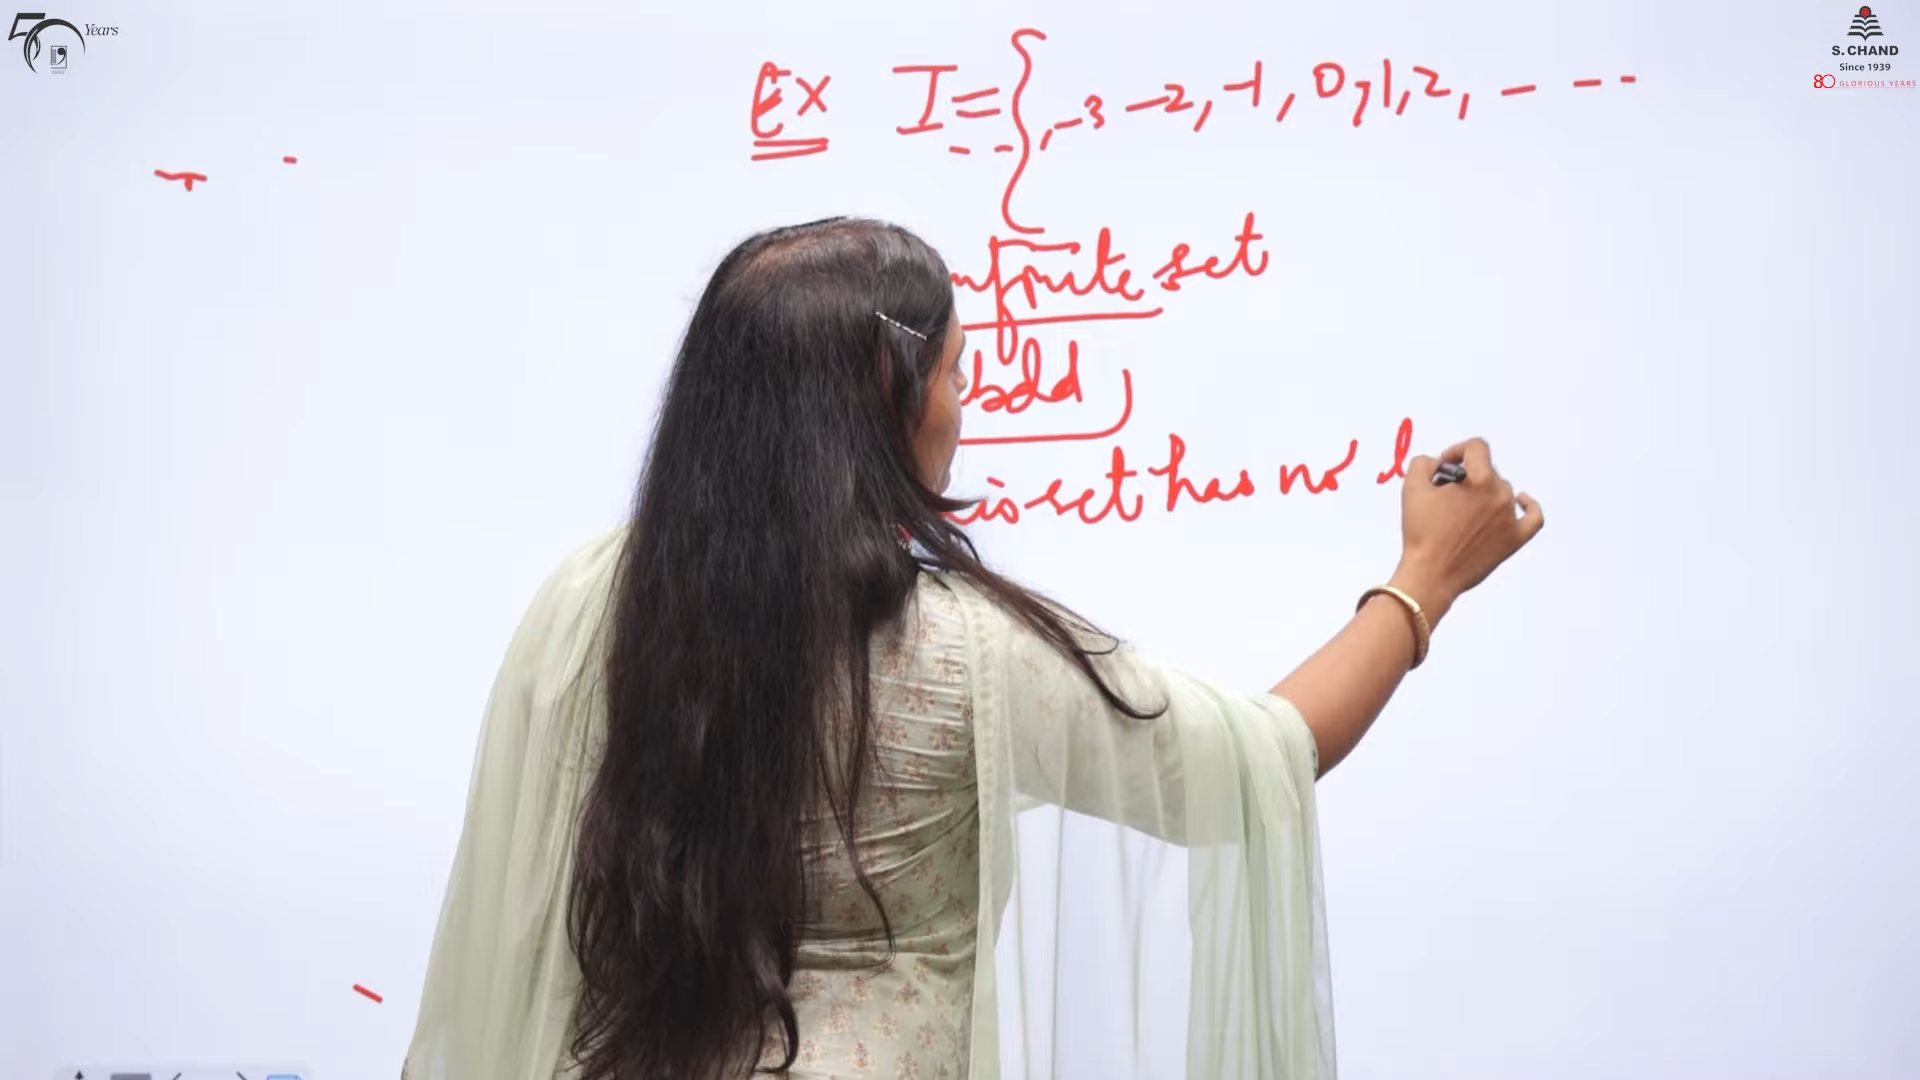 50 Years
VIKAS
S. CHAND
Since 1939
80 GLORIOUS YEARS
Ex I = { , -3 -2, -1, 0, 1, 2, - - -
set
bdd
set has no